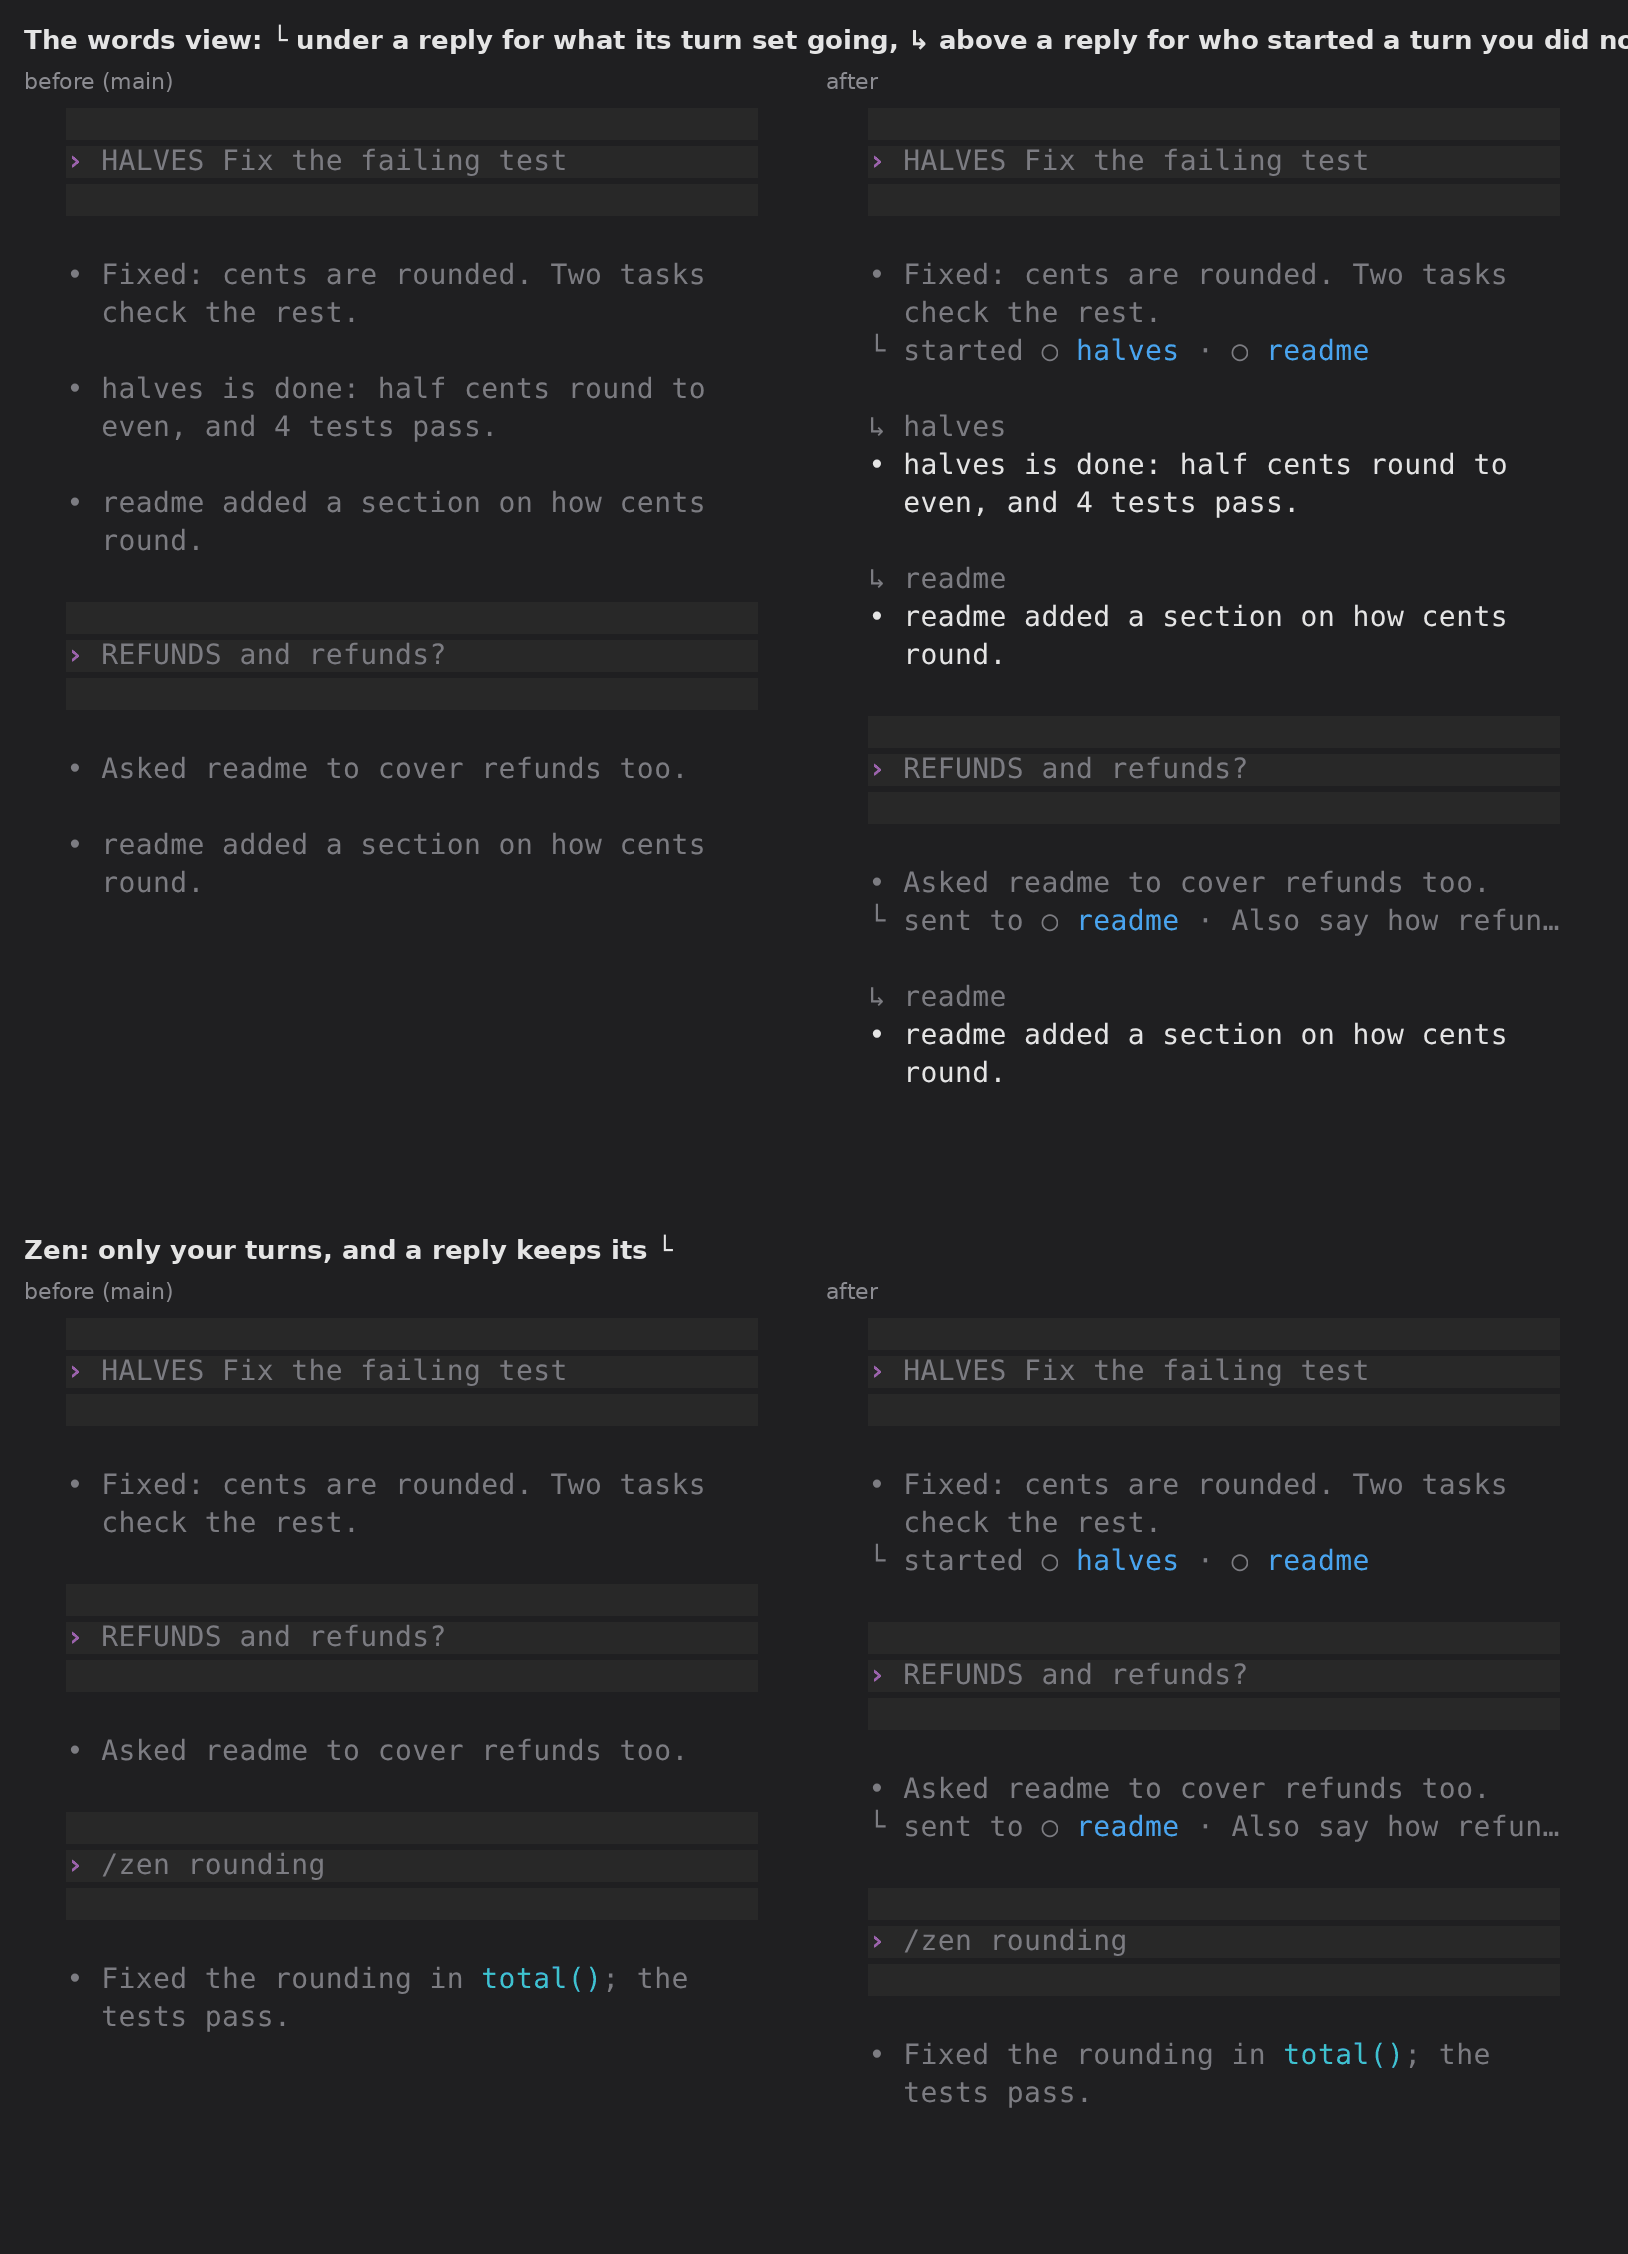 The words view: └ under a reply for what its turn set going, ↳ above a reply for who started a turn you did
before (main)
› HALVES Fix the failing test
• Fixed: cents are rounded. Two tasks
check the rest.
• halves is done: half cents round to
even, and 4 tests pass.
• readme added a section on how cents
round.
› REFUNDS and refunds?
• Asked readme to cover refunds too.
• readme added a section on how cents
round.
after
› HALVES Fix the failing test
• Fixed: cents are rounded. Two tasks
check the rest.
└ started ○ halves · ○ readme
↳ halves
• halves is done: half cents round to
even, and 4 tests pass.
↳ readme
• readme added a section on how cents
round.
› REFUNDS and refunds?
• Asked readme to cover refunds too.
└ sent to ○ readme · Also say how refun…
↳ readme
• readme added a section on how cents
round.
Zen: only your turns, and a reply keeps its └
before (main)
› HALVES Fix the failing test
• Fixed: cents are rounded. Two tasks
check the rest.
› REFUNDS and refunds?
• Asked readme to cover refunds too.
› /zen rounding
• Fixed the rounding in total(); the
tests pass.
after
› HALVES Fix the failing test
• Fixed: cents are rounded. Two tasks
check the rest.
└ started ○ halves · ○ readme
› REFUNDS and refunds?
• Asked readme to cover refunds too.
└ sent to ○ readme · Also say how refun…
› /zen rounding
• Fixed the rounding in total(); the
tests pass.